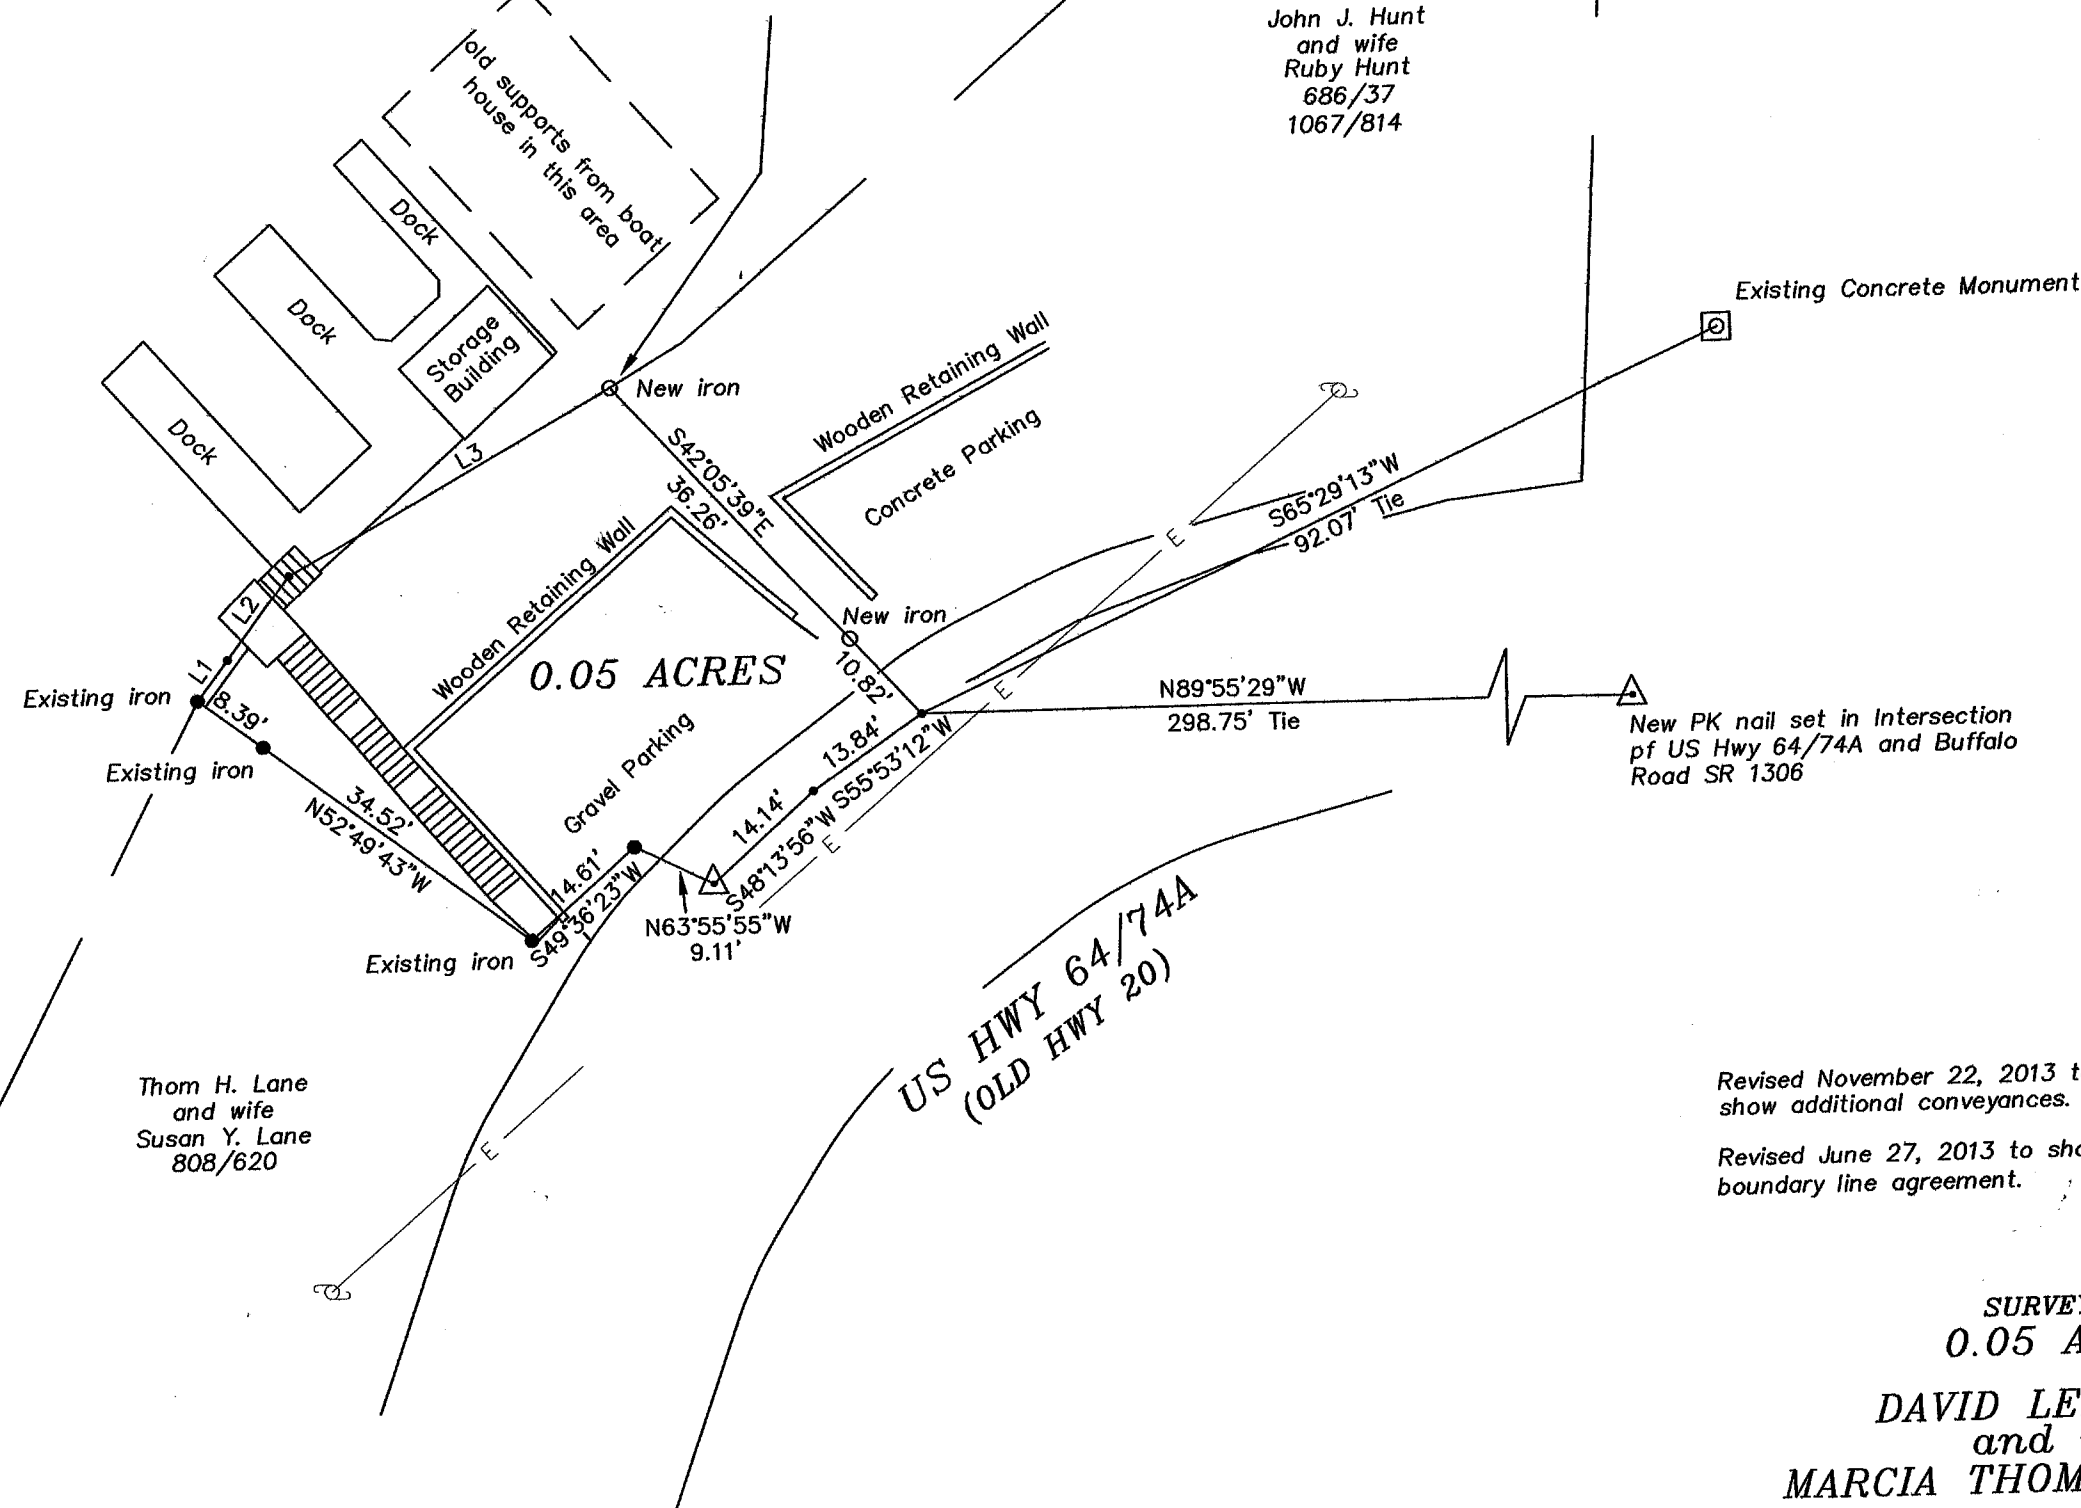 John J. Hunt
and wife
Ruby Hunt
686/37
1067/814
old supports from boat
house in this area
Dock
Dock
Dock
Storage
Building
Existing Concrete Monument
New iron
L3
Wooden Retaining Wall
Concrete Parking
S42°05'39"E
36.26'
S65°29'13"W
92.07' Tie
E
Wooden Retaining Wall
New iron
L2
L1
0.05 ACRES
10.82'
E
N89°55'29"W
298.75' Tie
New PK nail set in Intersection
pf US Hwy 64/74A and Buffalo
Road SR 1306
Existing iron
8.39'
Existing iron
Gravel Parking
13.84'
S55°53'12"W
14.14'
S48°13'56"W
E
34.52'
N52°49'43"W
14.61'
S49°36'23"W
N63°55'55"W
9.11'
Existing iron
US HWY 64/74A
(OLD HWY 20)
Thom H. Lane
and wife
Susan Y. Lane
808/620
E
Revised November 22, 2013 t
show additional conveyances.
Revised June 27, 2013 to sho
boundary line agreement.
SURVEY
0.05 A
DAVID LE
and
MARCIA THOM